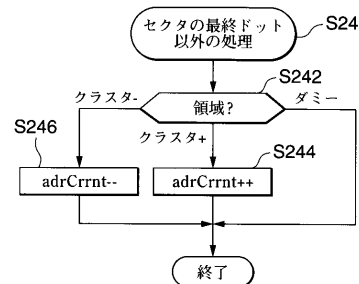 セクタの最終ドット
以外の処理
S24
S242
領域?
クラスタ-
ダミー
クラスタ+
S246
S244
adrCrrnt--
adrCrrnt++
終了